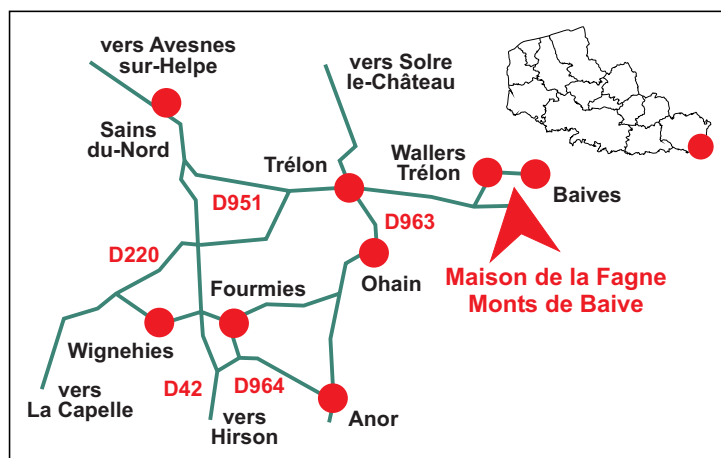 vers Avesnes
sur-Helpe
vers Solre
le-Château
Sains
du-Nord
Trélon
Wallers
Trélon
Baives
D951
D963
D220
Ohain
Maison de la Fagne
Monts de Baive
Fourmies
Wignehies
vers
La Capelle
D42
D964
vers
Hirson
Anor